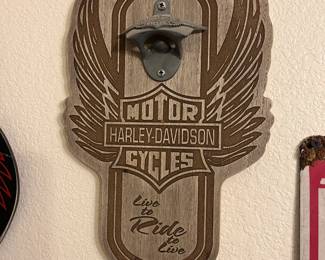 MOTOR
HARLEY-DAVIDSON
CYCLES
Live
to
Ride
to
Live